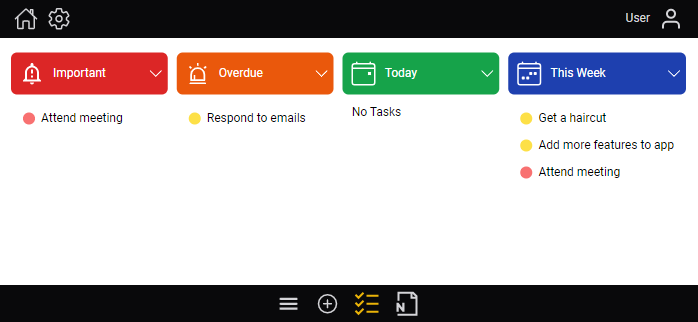 User
Important
Overdue
Today
This Week
Attend meeting
Respond to emails
No Tasks
Get a haircut
Add more features to app
Attend meeting
N